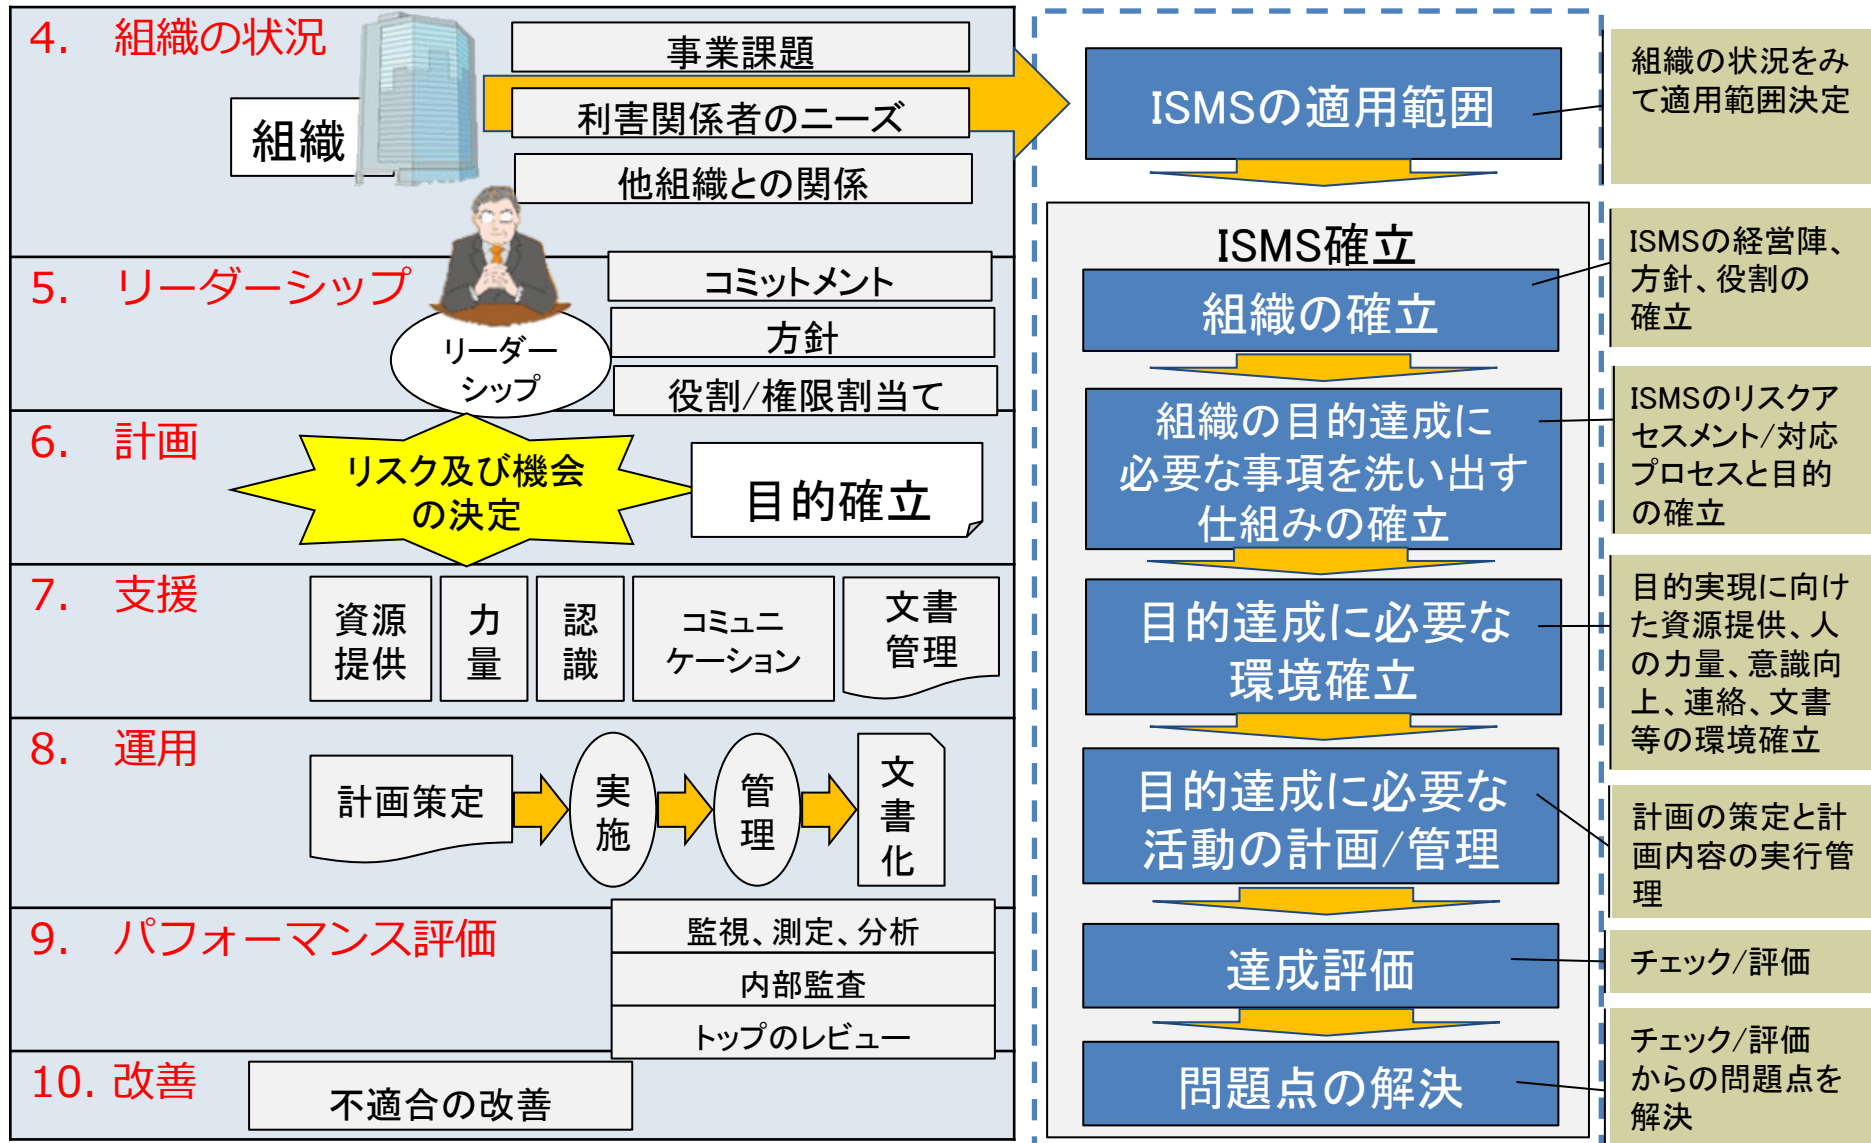 4. 組織の状況
組織
事業課題
利害関係者のニーズ
他組織との関係
5. リーダーシップ
リーダー
シップ
コミットメント
方針
役割/権限割当て
6. 計画
リスク及び機会
の決定
目的確立
7. 支援
資源
提供
力
量
認
識
コミュニ
ケーション
文書
管理
8. 運用
計画策定
実
施
管
理
文
書
化
9. パフォーマンス評価
監視、測定、分析
内部監査
トップのレビュー
10. 改善
不適合の改善
ISMSの適用範囲
ISMS確立
組織の確立
組織の目的達成に
必要な事項を洗い出す
仕組みの確立
目的達成に必要な
環境確立
目的達成に必要な
活動の計画/管理
達成評価
問題点の解決
組織の状況をみ
て適用範囲決定
ISMSの経営陣、
方針、役割の
確立
ISMSのリスクア
セスメント/対応
プロセスと目的
の確立
目的実現に向け
た資源提供、人
の力量、意識向
上、連絡、文書
等の環境確立
計画の策定と計
画内容の実行管
理
チェック/評価
チェック/評価
からの問題点を
解決